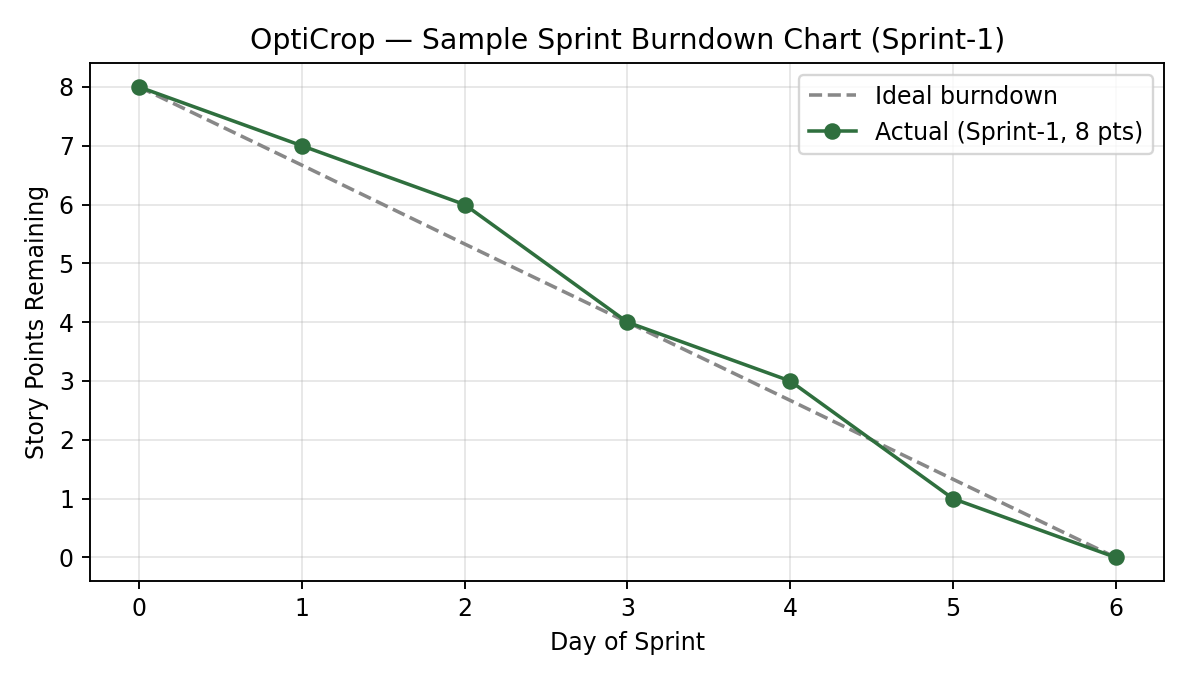 OptiCrop — Sample Sprint Burndown Chart (Sprint-1)
Ideal burndown
Actual (Sprint-1, 8 pts)
Story Points Remaining
8
7
6
5
4
3
2
1
0
0 1 2 3 4 5 6
Day of Sprint